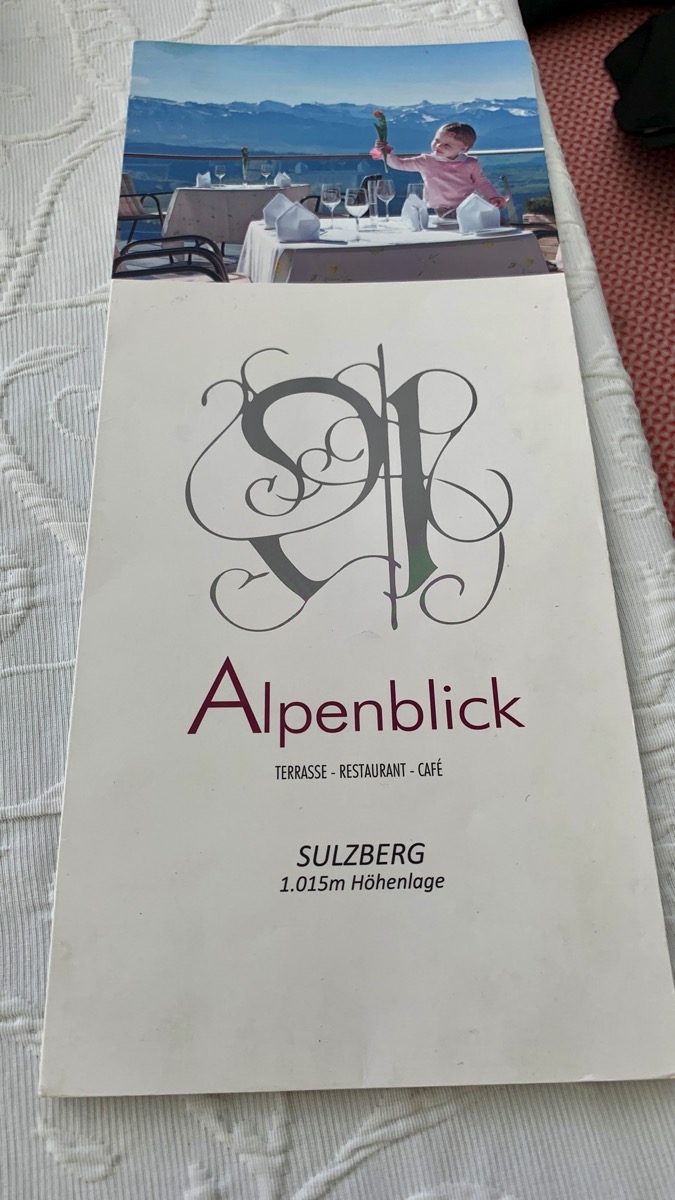 Alpenblick
TERRASSE - RESTAURANT - CAFÉ
SULZBERG
1.015m Höhenlage